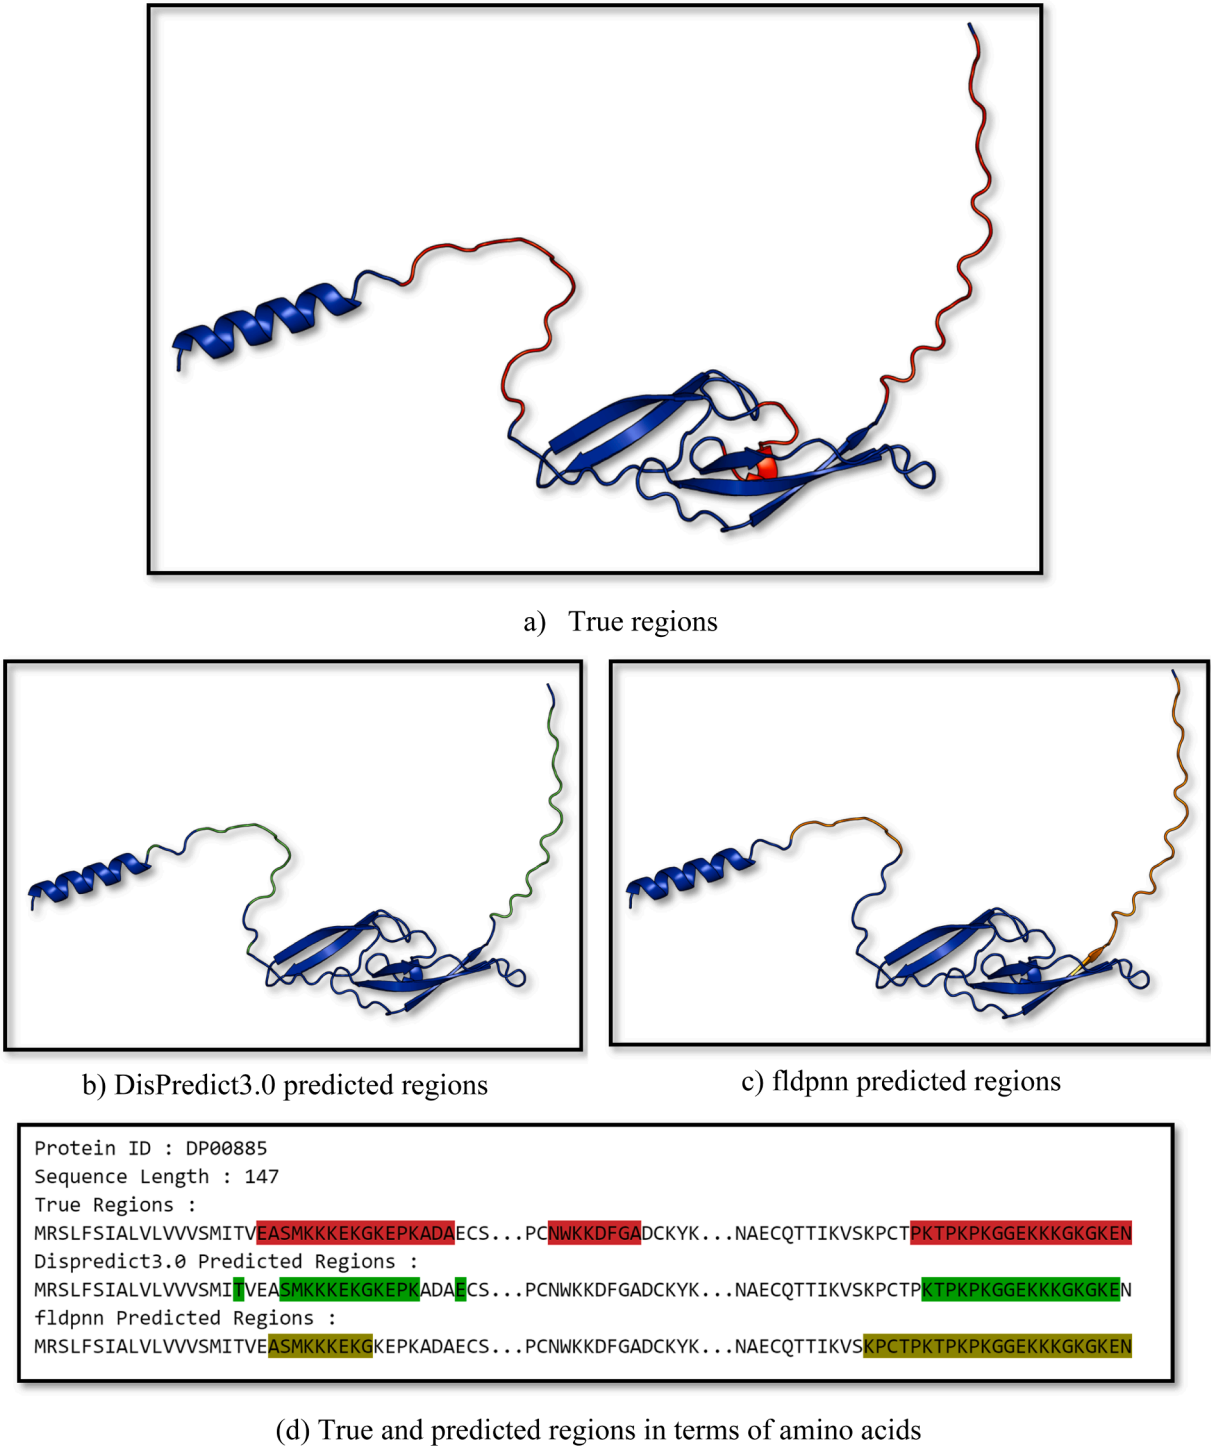 a) True regions
b) DisPredict3.0 predicted regions
c) fldpnn predicted regions
Protein ID : DP00885
Sequence Length : 147
True Regions :
MRSLFSIALVLVVVSMITVEASMKKKEKGKEPKADAECS...PCNWKKDFGADCKYK...NAECQTTIKVSKPCTPKTPKPKGGEKKKGKGKEN
Dispredict3.0 Predicted Regions :
MRSLFSIALVLVVVSMITVEASMKKKEKGKEPKADAECS...PCNWKKDFGADCKYK...NAECQTTIKVSKPCTPKTPKPKGGEKKKGKGKEN
fldpnn Predicted Regions :
MRSLFSIALVLVVVSMITVEASMKKKEKGKEPKADAECS...PCNWKKDFGADCKYK...NAECQTTIKVSKPCTPKTPKPKGGEKKKGKGKEN
(d) True and predicted regions in terms of amino acids